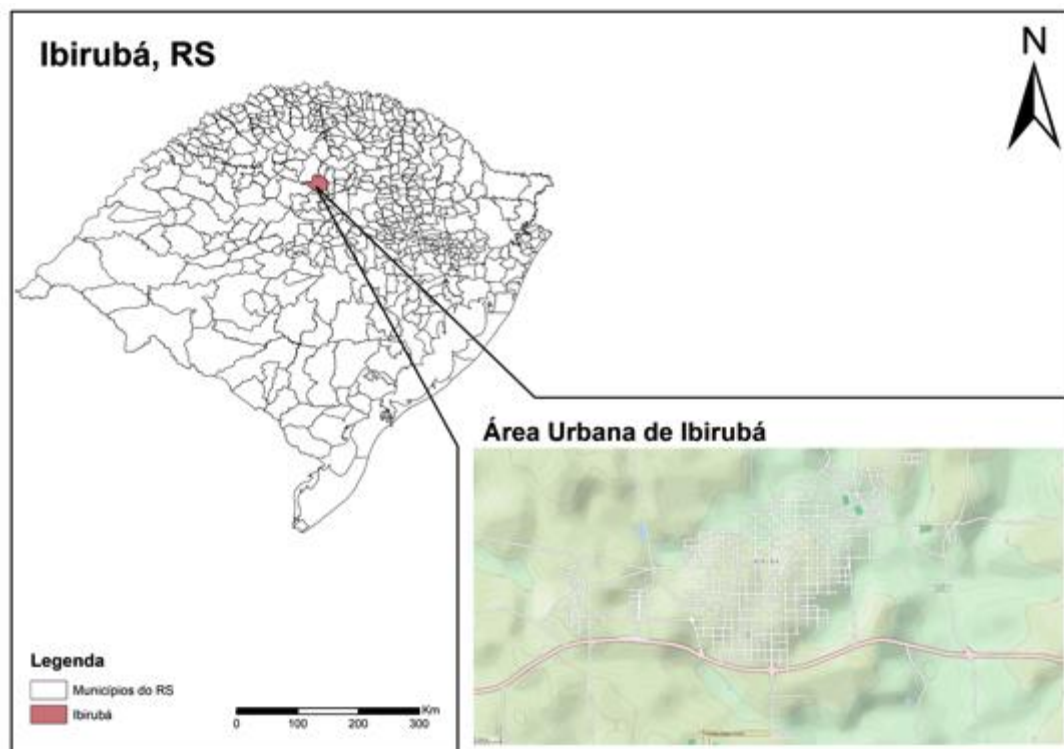 Ibirubá, RS
N
Área Urbana de Ibirubá
Legenda
Municípios do RS
Ibirubá
Km
0 100 200 300